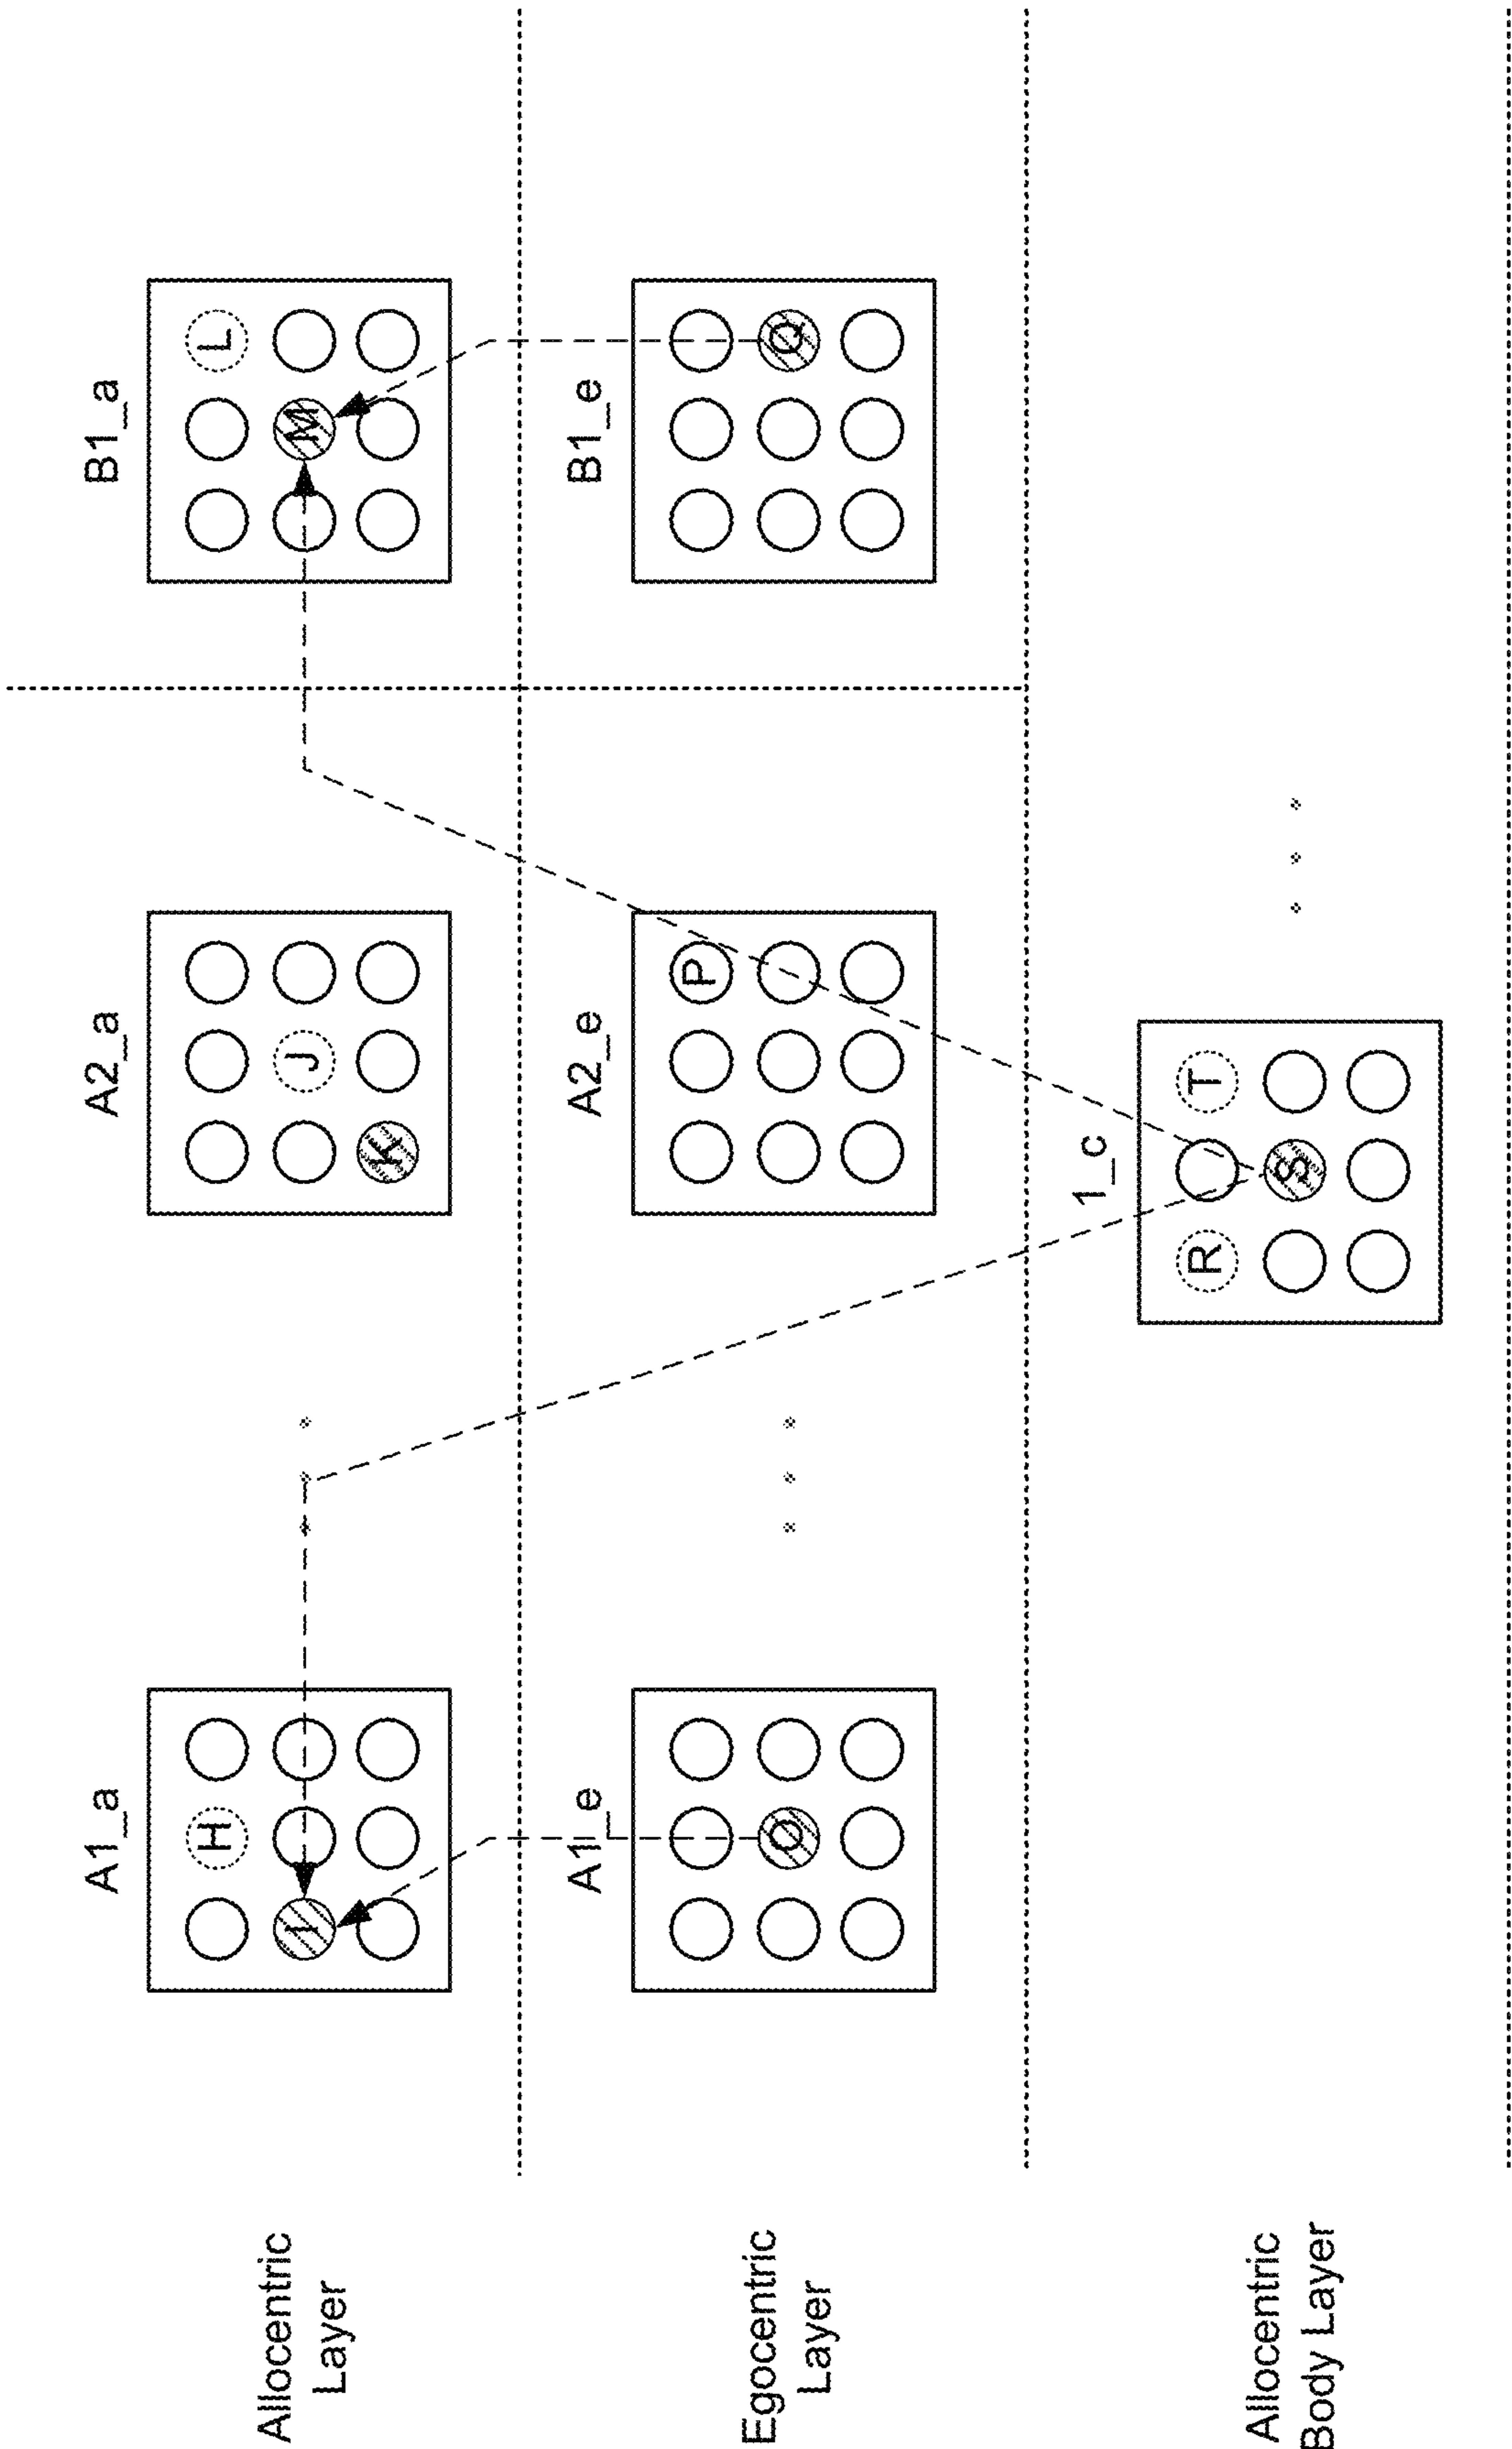 Allocentric
Layer
A1_a
H
I
A2_a
J
K
B1_a
L
M
Egocentric
Layer
A1_e
O
A2_e
P
B1_e
Q
Allocentric
Body Layer
1_c
R
T
S